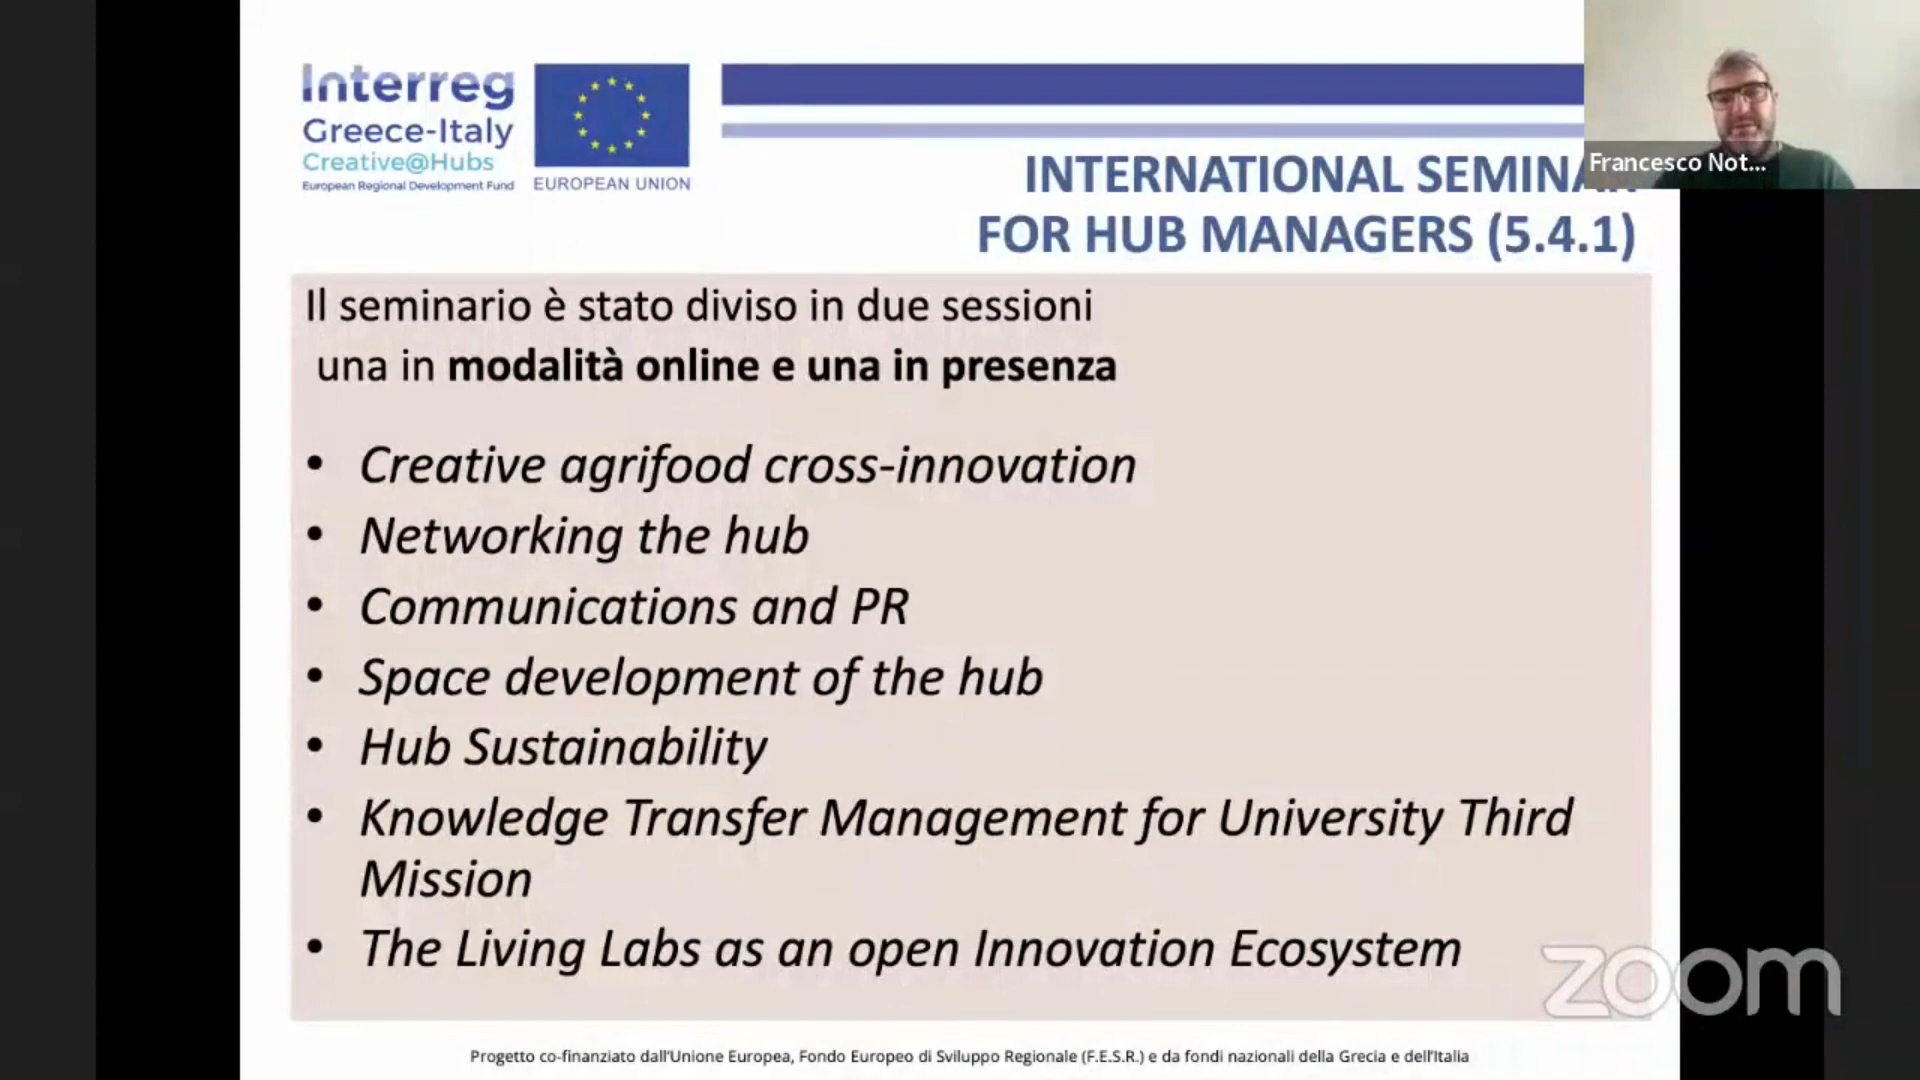 Interreg
Greece-Italy
Creative@Hubs
European Regional Development Fund
EUROPEAN UNION
Francesco Not...
INTERNATIONAL SEMINAR
FOR HUB MANAGERS (5.4.1)
Il seminario è stato diviso in due sessioni
una in modalità online e una in presenza
• Creative agrifood cross-innovation
• Networking the hub
• Communications and PR
• Space development of the hub
• Hub Sustainability
• Knowledge Transfer Management for University Third
Mission
• The Living Labs as an open Innovation Ecosystem
zoom
Progetto co-finanziato dall'Unione Europea, Fondo Europeo di Sviluppo Regionale (F.E.S.R.) e da fondi nazionali della Grecia e dell'Italia